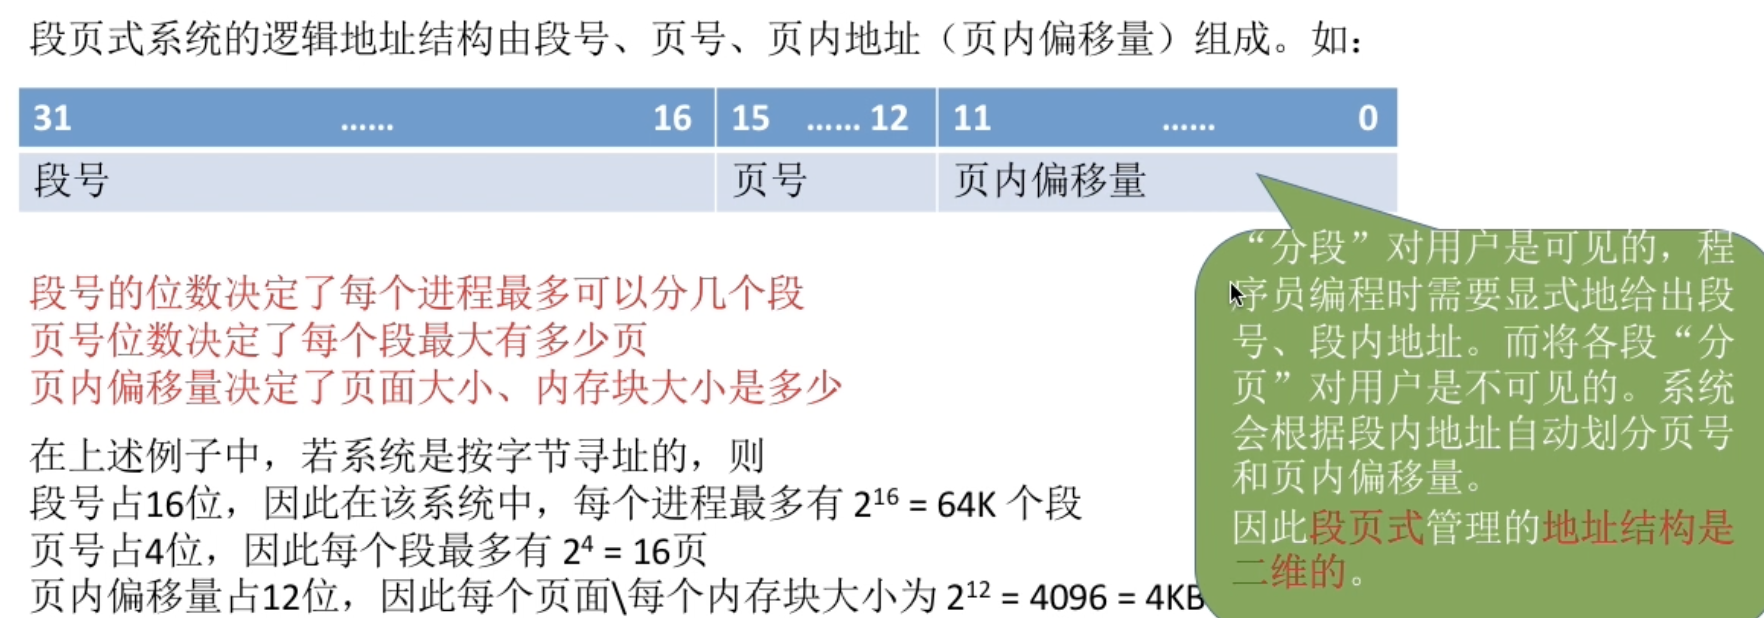 段页式系统的逻辑地址结构由段号、页号、页内地址（页内偏移量）组成。如：
31 …… 16 15 …… 12 11 …… 0
段号 页号 页内偏移量
段号的位数决定了每个进程最多可以分几个段
页号位数决定了每个段最大有多少页
页内偏移量决定了页面大小、内存块大小是多少
在上述例子中，若系统是按字节寻址的，则
段号占16位，因此在该系统中，每个进程最多有 2¹⁶ = 64K 个段
页号占4位，因此每个段最多有 2⁴ = 16页
页内偏移量占12位，因此每个页面\每个内存块大小为 2¹² = 4096 = 4KB
“分段”对用户是可见的，程
序员编程时需要显式地给出段
号、段内地址。而将各段“分
页”对用户是不可见的。系统
会根据段内地址自动划分页号
和页内偏移量。
因此段页式管理的地址结构是
二维的。